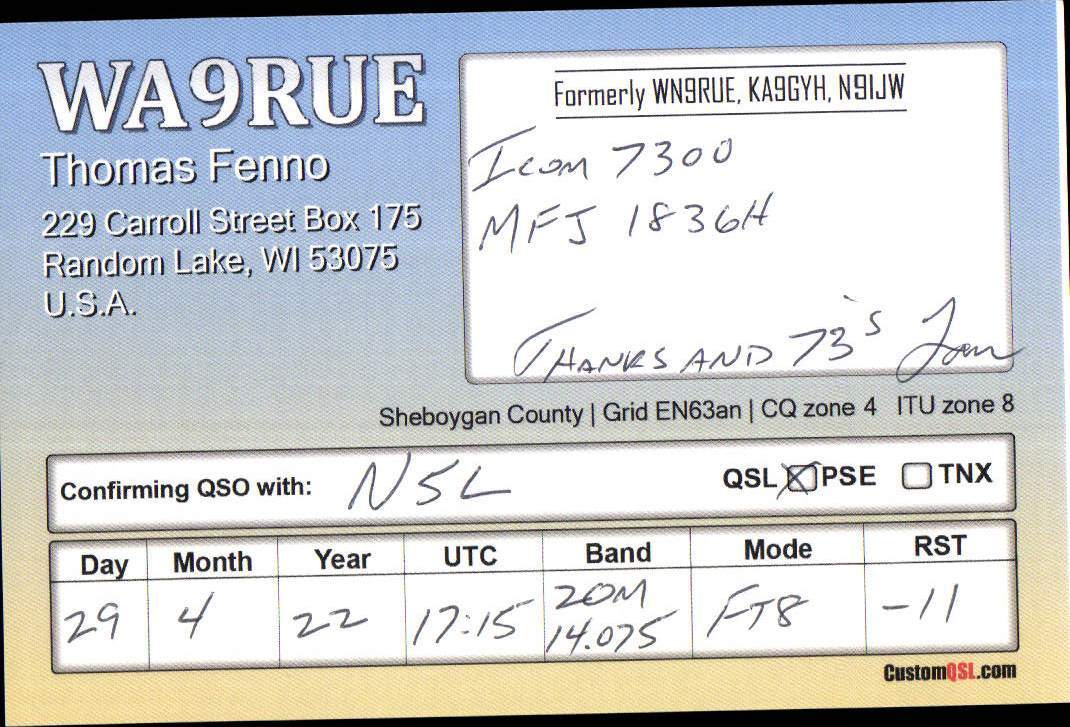 WA9RUE
Thomas Fenno
229 Carroll Street Box 175
Random Lake, WI 53075
U.S.A.
Formerly WN9RUE, KA9GYH, N9IJW
Icom 7300
MFJ 1836H
THANKS AND 73's Tom
Sheboygan County | Grid EN63an | CQ zone 4 ITU zone 8
Confirming QSO with: N5L QSL PSE TNX
Day Month Year UTC Band Mode RST
29 4 22 17:15 20M 14.075 FT8 -11
CustomQSL.com